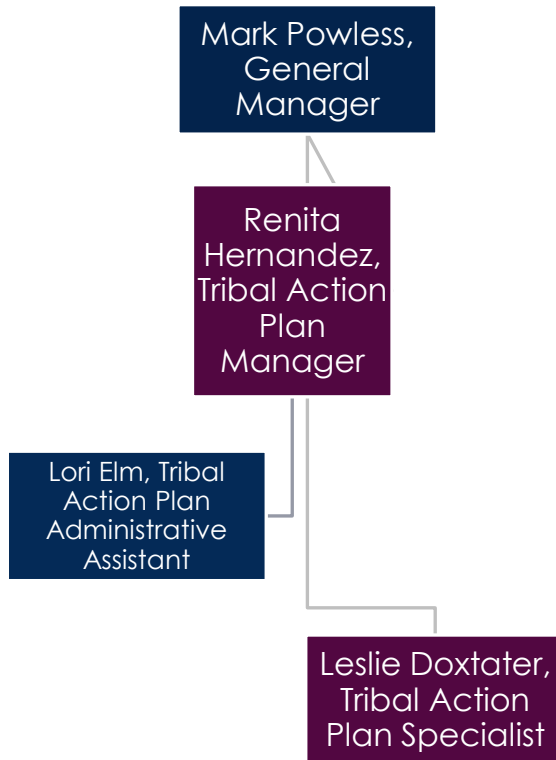 Mark Powless,
General
Manager
Renita
Hernandez,
Tribal Action
Plan
Manager
Lori Elm, Tribal
Action Plan
Administrative
Assistant
Leslie Doxtater,
Tribal Action
Plan Specialist